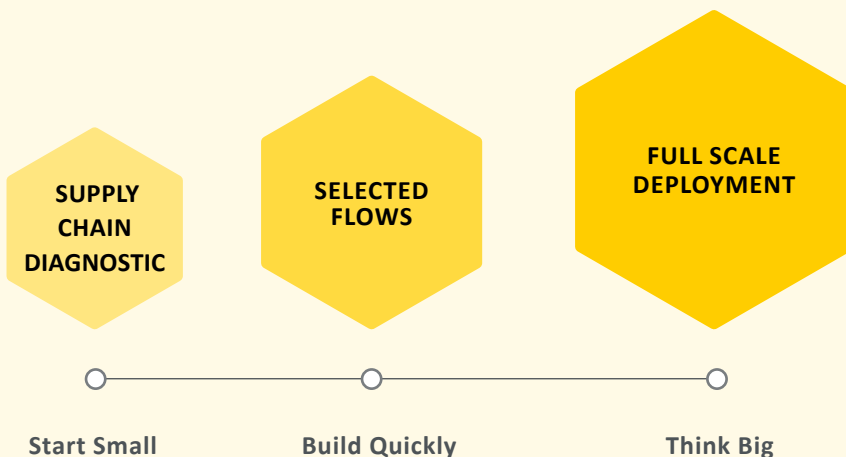 SUPPLY
CHAIN
DIAGNOSTIC
SELECTED
FLOWS
FULL SCALE
DEPLOYMENT
Start Small
Build Quickly
Think Big